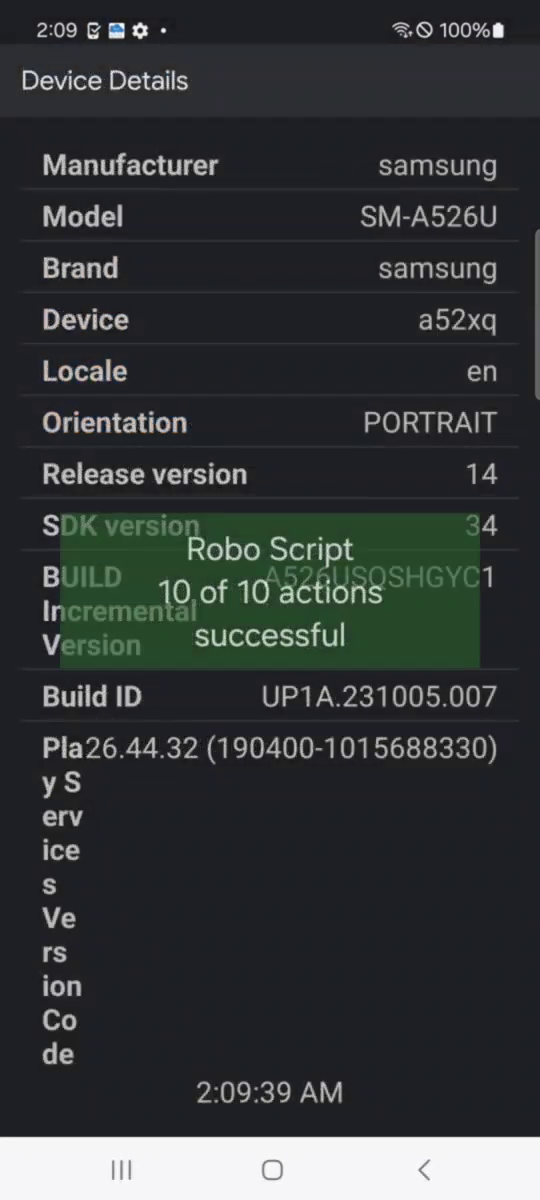 2:09 100%
Device Details
Manufacturer samsung
Model SM-A526U
Brand samsung
Device a52xq
Locale en
Orientation PORTRAIT
Release version 14
SDK version 34
Robo Script
10 of 10 actions
successful
BUILD
Incremental
Version
Build ID UP1A.231005.007
Pla 26.44.32 (190400-1015688330)
y S
erv
ice
s
Ve
rs
ion
Co
de
2:09:39 AM